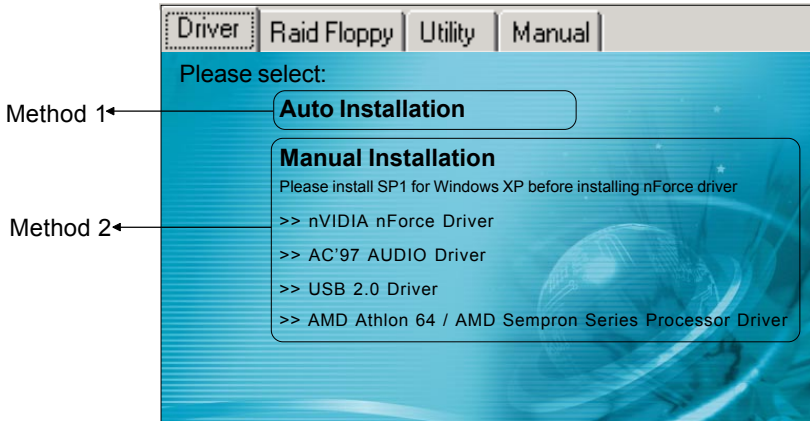 Driver Raid Floppy Utility Manual
Please select:
Method 1 Auto Installation
Manual Installation
Please install SP1 for Windows XP before installing nForce driver
Method 2 >> nVIDIA nForce Driver
>> AC'97 AUDIO Driver
>> USB 2.0 Driver
>> AMD Athlon 64 / AMD Sempron Series Processor Driver